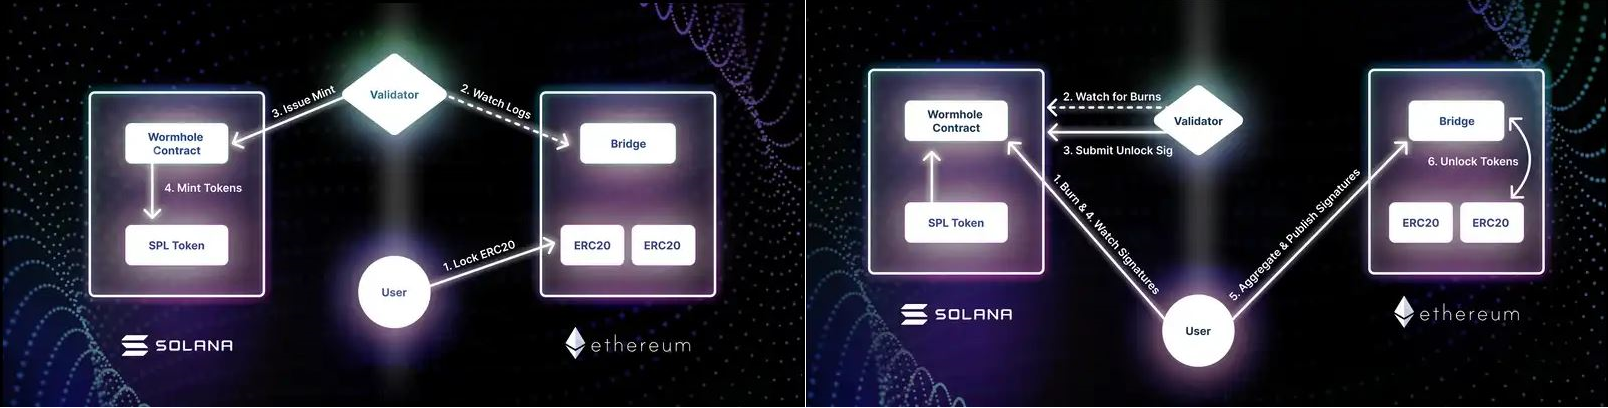 Validator
3. Issue Mint
2. Watch Logs
Wormhole
Contract
Bridge
4. Mint Tokens
SPL Token
ERC20
ERC20
1. Lock ERC20
User
SOLANA
ethereum
2. Watch for Burns
Wormhole
Contract
Validator
Bridge
3. Submit Unlock Sig
6. Unlock Tokens
1. Burn & 4. Watch Signatures
5. Aggregate & Publish Signatures
SPL Token
ERC20
ERC20
SOLANA
ethereum
User